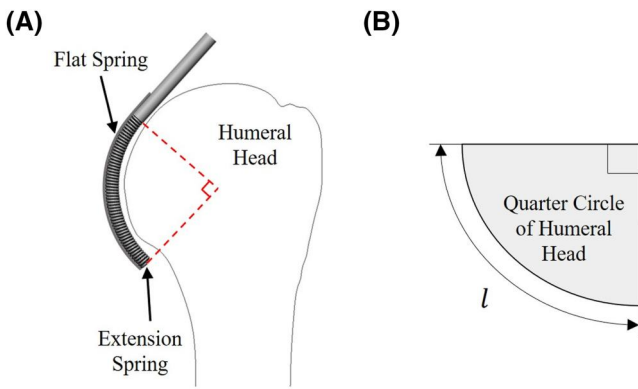 (A)
Flat Spring
Humeral
Head
Extension
Spring
(B)
Quarter Circle
of Humeral
Head
l